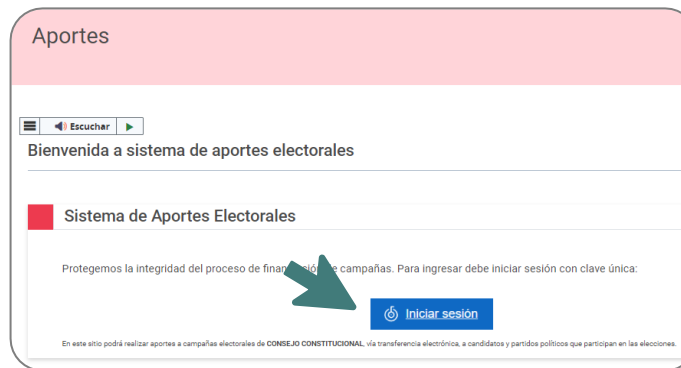 Aportes
Escuchar
Bienvenida a sistema de aportes electorales
Sistema de Aportes Electorales
Protegemos la integridad del proceso de campañas. Para ingresar debe iniciar sesión con clave única:
Iniciar sesión
En este sitio podrá realizar aportes a campañas electorales de CONSEJO CONSTITUCIONAL, vía transferencia electrónica, a candidatos y partidos políticos que participan en las elecciones.